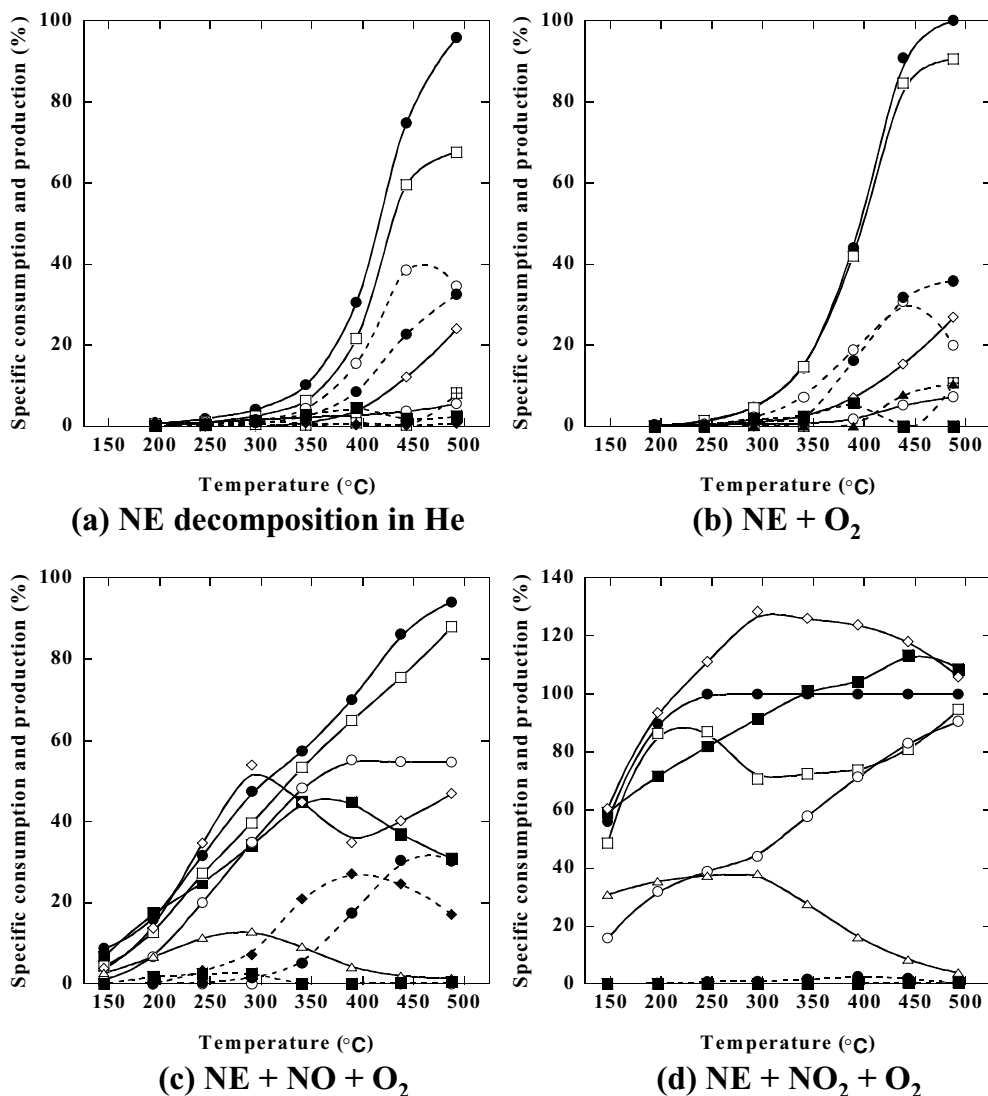 Specific consumption and production (%)
100
80
60
40
20
0
100 150 200 250 300 350 400 450 500
Temperature (°C)
(a) NE decomposition in He
Specific consumption and production (%)
100
80
60
40
20
0
100 150 200 250 300 350 400 450 500
Temperature (°C)
(b) NE + O₂
Specific consumption and production (%)
100
80
60
40
20
0
150 200 250 300 350 400 450 500
Temperature (°C)
(c) NE + NO + O₂
Specific consumption and production (%)
140
120
100
80
60
40
20
0
150 200 250 300 350 400 450 500
Temperature (°C)
(d) NE + NO₂ + O₂